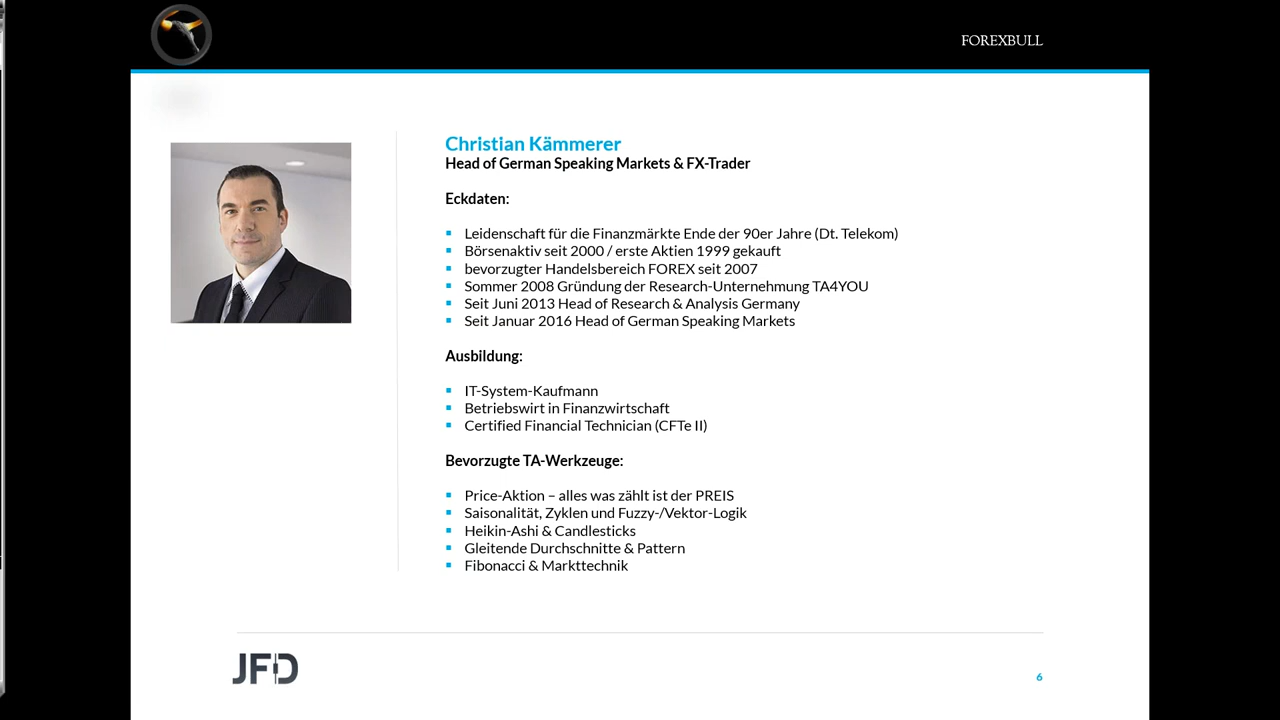 FOREXBULL
Christian Kämmerer
Head of German Speaking Markets & FX-Trader
Eckdaten:
▪ Leidenschaft für die Finanzmärkte Ende der 90er Jahre (Dt. Telekom)
▪ Börsenaktiv seit 2000 / erste Aktien 1999 gekauft
▪ bevorzugter Handelsbereich FOREX seit 2007
▪ Sommer 2008 Gründung der Research-Unternehmung TA4YOU
▪ Seit Juni 2013 Head of Research & Analysis Germany
▪ Seit Januar 2016 Head of German Speaking Markets
Ausbildung:
▪ IT-System-Kaufmann
▪ Betriebswirt in Finanzwirtschaft
▪ Certified Financial Technician (CFTe II)
Bevorzugte TA-Werkzeuge:
▪ Price-Aktion – alles was zählt ist der PREIS
▪ Saisonalität, Zyklen und Fuzzy-/Vektor-Logik
▪ Heikin-Ashi & Candlesticks
▪ Gleitende Durchschnitte & Pattern
▪ Fibonacci & Markttechnik
JFD
6